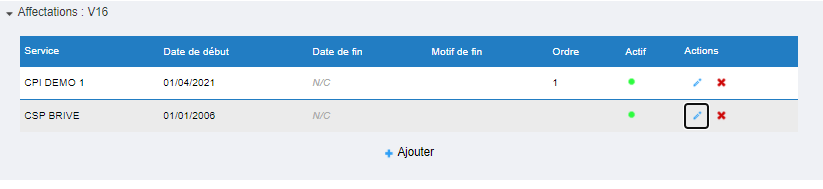 Affectations : V16
Service Date de début Date de fin Motif de fin Ordre Actif Actions
CPI DEMO 1 01/04/2021 N/C 1
CSP BRIVE 01/01/2006 N/C
Ajouter